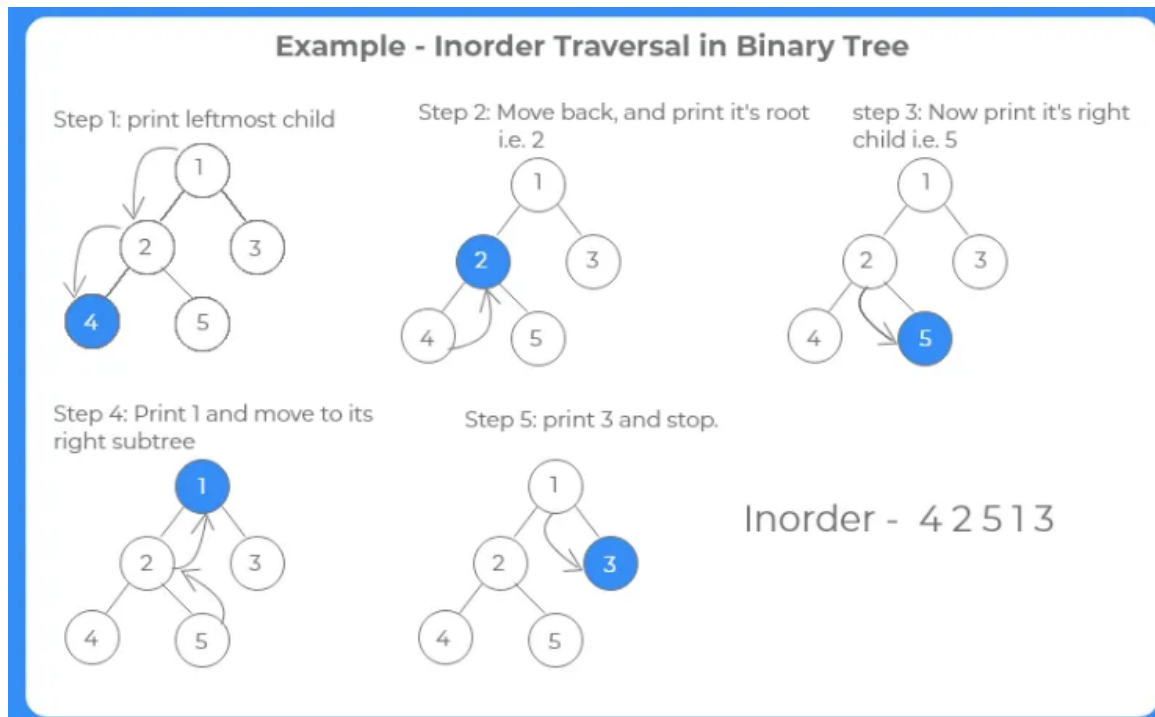 Example - Inorder Traversal in Binary Tree
Step 1: print leftmost child
1
2
3
4
5
Step 2: Move back, and print it's root
i.e. 2
1
2
3
4
5
step 3: Now print it's right
child i.e. 5
1
2
3
4
5
Step 4: Print 1 and move to its
right subtree
1
2
3
4
5
Step 5: print 3 and stop.
1
2
3
4
5
Inorder - 4 2 5 1 3